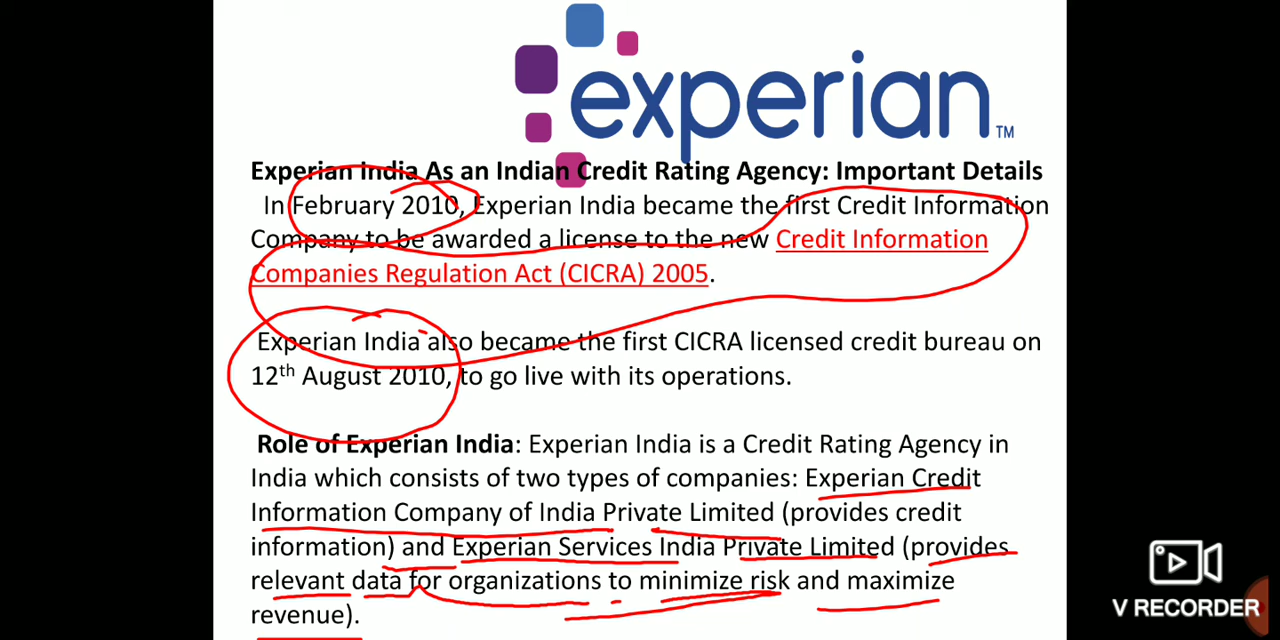 experian TM
Experian India As an Indian Credit Rating Agency: Important Details
In February 2010, Experian India became the first Credit Information
Company to be awarded a license to the new Credit Information
Companies Regulation Act (CICRA) 2005.
Experian India also became the first CICRA licensed credit bureau on
12th August 2010, to go live with its operations.
Role of Experian India: Experian India is a Credit Rating Agency in
India which consists of two types of companies: Experian Credit
Information Company of India Private Limited (provides credit
information) and Experian Services India Private Limited (provides
relevant data for organizations to minimize risk and maximize
revenue).
V RECORDER